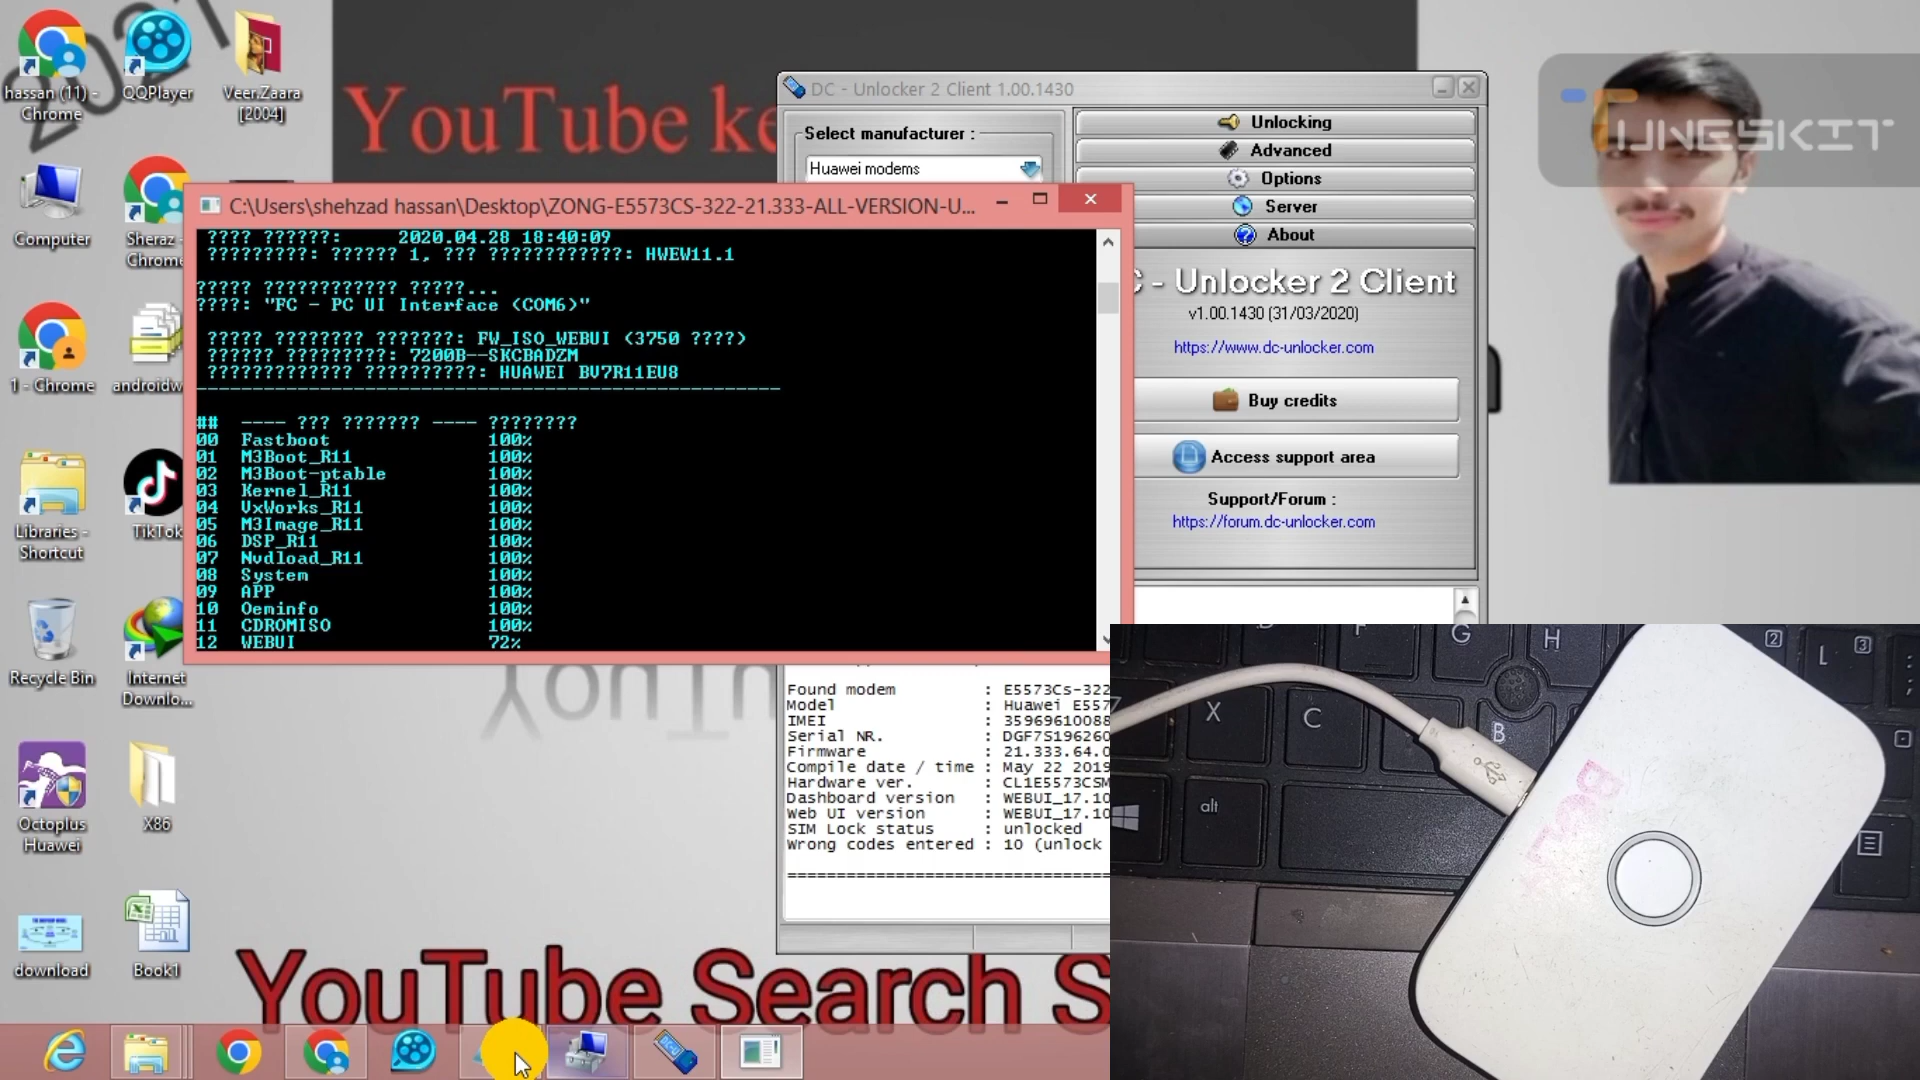 2021
YouTube ke
TUNESKIT
hassan (11) -
Chrome
QQPlayer
Veer.Zaara
[2004]
Computer
Sheraz -
Chrome
1 - Chrome
androidw
Libraries -
Shortcut
TikTok
Recycle Bin
Internet
Downlo...
Octoplus
Huawei
X86
download
Book1
DC - Unlocker 2 Client 1.00.1430
Select manufacturer :
Huawei modems
Unlocking
Advanced
Options
Server
About
C - Unlocker 2 Client
v1.00.1430 (31/03/2020)
https://www.dc-unlocker.com
Buy credits
Access support area
Support/Forum :
https://forum.dc-unlocker.com
C:\Users\shehzad hassan\Desktop\ZONG-E5573CS-322-21.333-ALL-VERSION-U...
???? ??????: 2020.04.28 18:40:09
?????????: ?????? 1, ??? ????????????: HWEW11.1
????? ???????????? ?????...
????: "FC - PC UI Interface (COM6)"
????? ???????? ???????: FW_ISO_WEBUI (3750 ????)
?????? ?????????: 7200B--SKCBADZM
????????????? ??????????: HUAWEI BV7R11EU8
----------------------------------------------------
## ---- ??? ??????? ---- ????????
00 Fastboot 100%
01 M3Boot_R11 100%
02 M3Boot-ptable 100%
03 Kernel_R11 100%
04 VxWorks_R11 100%
05 M3Image_R11 100%
06 DSP_R11 100%
07 Nvdload_R11 100%
08 System 100%
09 APP 100%
10 Oeminfo 100%
11 CDROMISO 100%
12 WEBUI 72%
Found modem : E5573Cs-322
Model : Huawei E557
IMEI : 35969610088
Serial NR. : DGF7S196260
Firmware : 21.333.64.0
Compile date / time : May 22 2019
Hardware ver. : CL1E5573CSM
Dashboard version : WEBUI_17.10
Web UI version : WEBUI_17.10
SIM Lock status : unlocked
Wrong codes entered : 10 (unlock
=====================================
YouTube Search S
F
G
H
2
L
3
X
C
B
alt